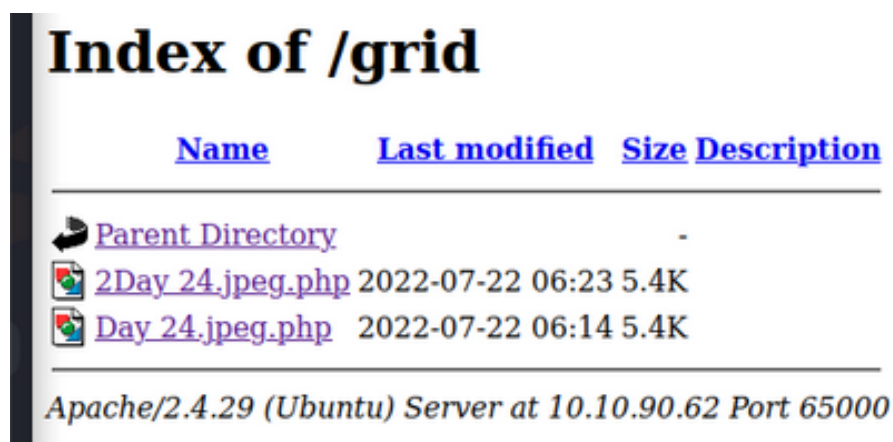 Index of /grid
Name Last modified Size Description
Parent Directory -
2Day 24.jpeg.php 2022-07-22 06:23 5.4K
Day 24.jpeg.php 2022-07-22 06:14 5.4K
Apache/2.4.29 (Ubuntu) Server at 10.10.90.62 Port 65000